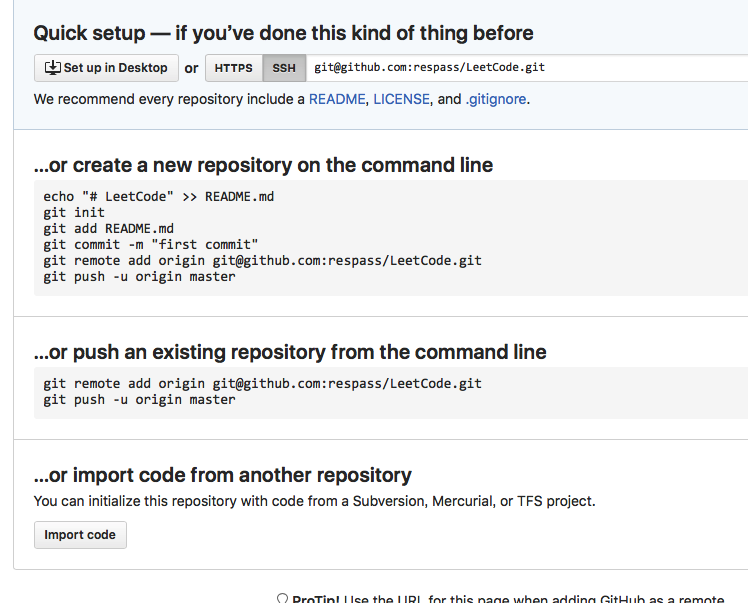 Quick setup — if you’ve done this kind of thing before
Set up in Desktop or HTTPS SSH git@github.com:respass/LeetCode.git
We recommend every repository include a README, LICENSE, and .gitignore.
…or create a new repository on the command line
echo "# LeetCode" >> README.md
git init
git add README.md
git commit -m "first commit"
git remote add origin git@github.com:respass/LeetCode.git
git push -u origin master
…or push an existing repository from the command line
git remote add origin git@github.com:respass/LeetCode.git
git push -u origin master
…or import code from another repository
You can initialize this repository with code from a Subversion, Mercurial, or TFS project.
Import code
ProTip! Use the URL for this page when adding GitHub as a remote.